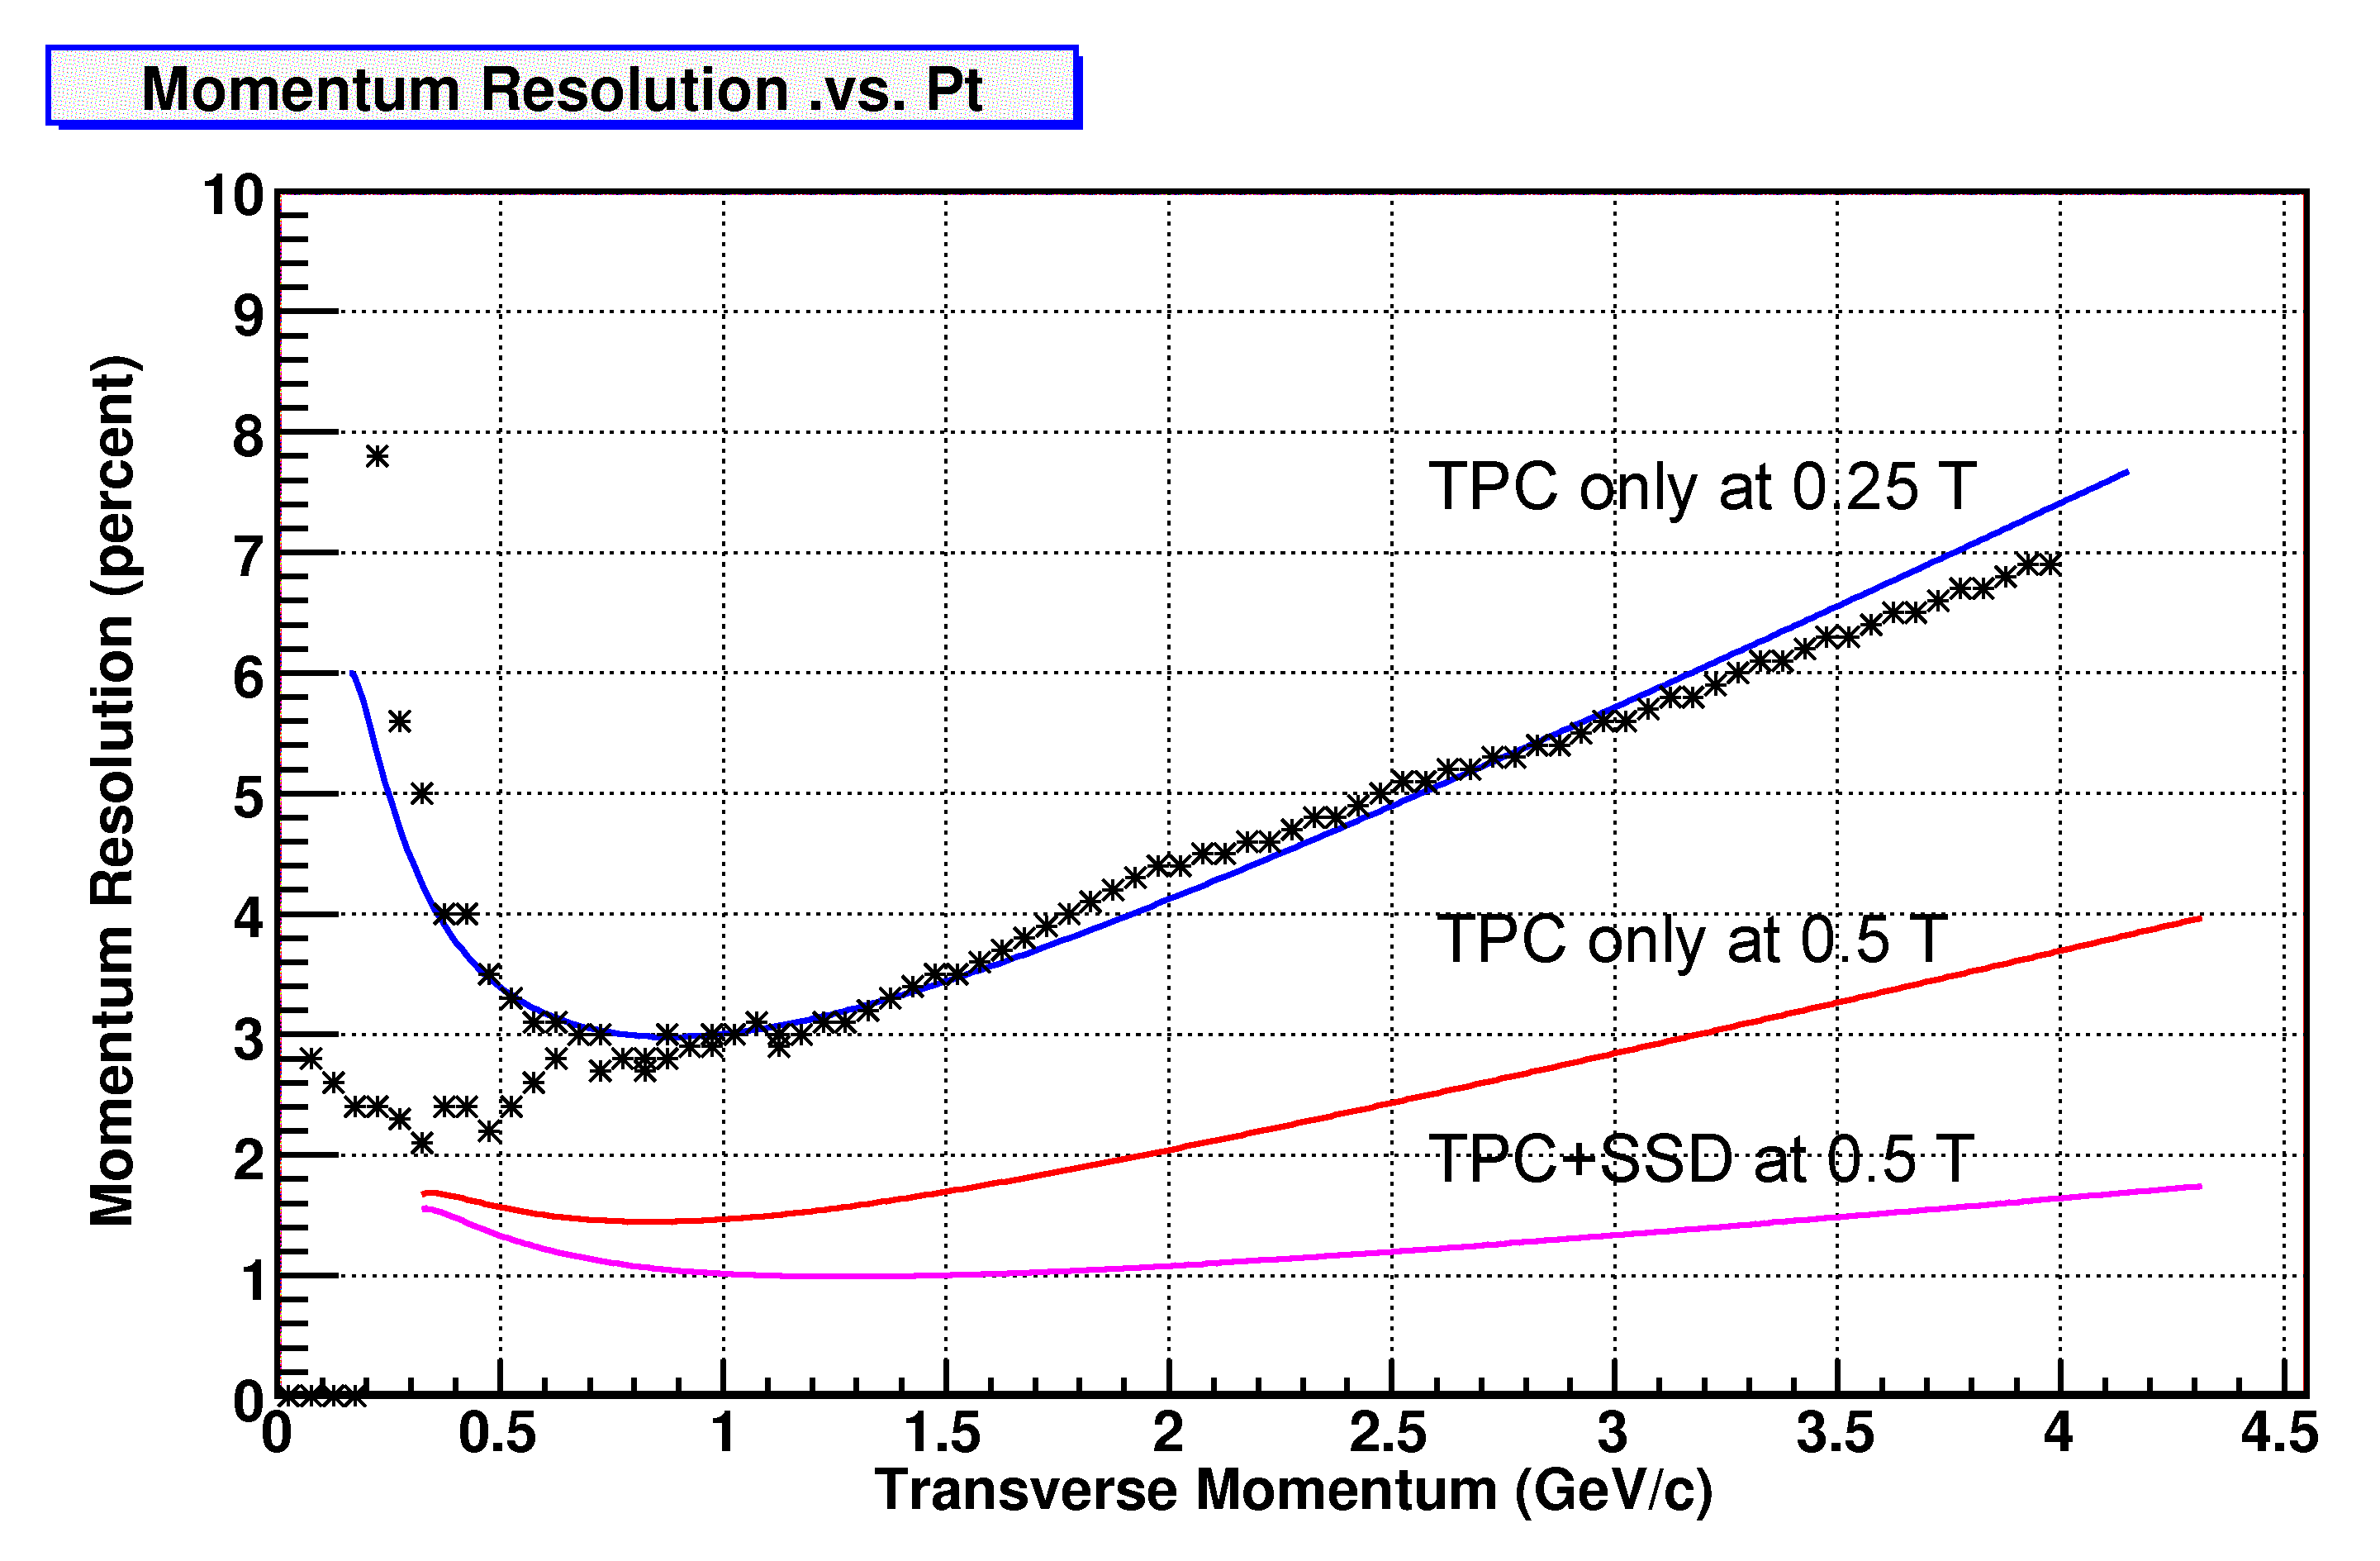 Momentum Resolution .vs. Pt
10
9
8
7
6
5
4
3
2
1
0
Momentum Resolution (percent)
TPC only at 0.25 T
TPC only at 0.5 T
TPC+SSD at 0.5 T
0 0.5 1 1.5 2 2.5 3 3.5 4 4.5
Transverse Momentum (GeV/c)